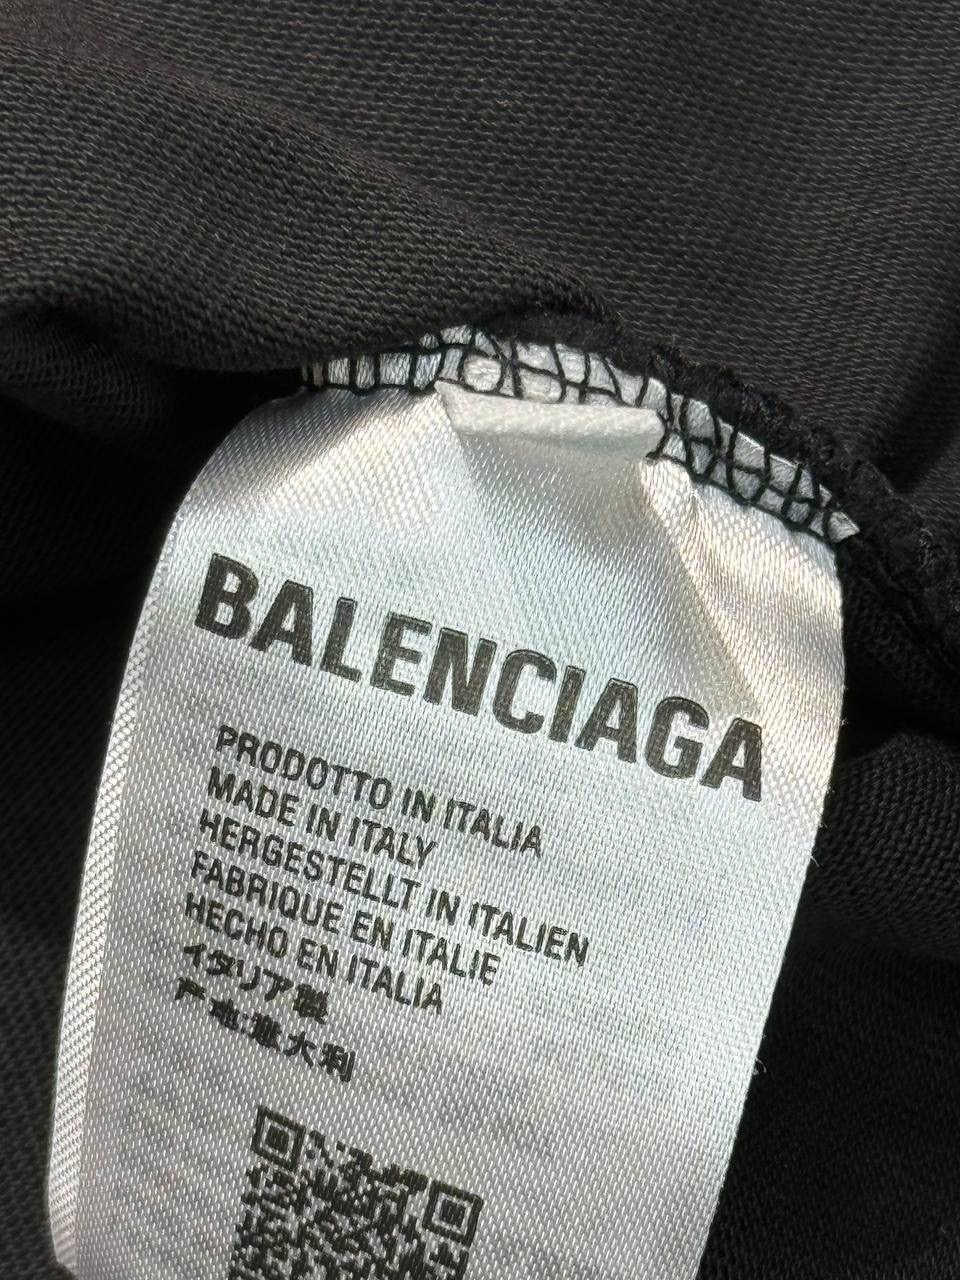 BALENCIAGA
PRODOTTO IN ITALIA
MADE IN ITALY
HERGESTELLT IN ITALIEN
FABRIQUE EN ITALIE
HECHO EN ITALIA
イタリア製
产地:意大利